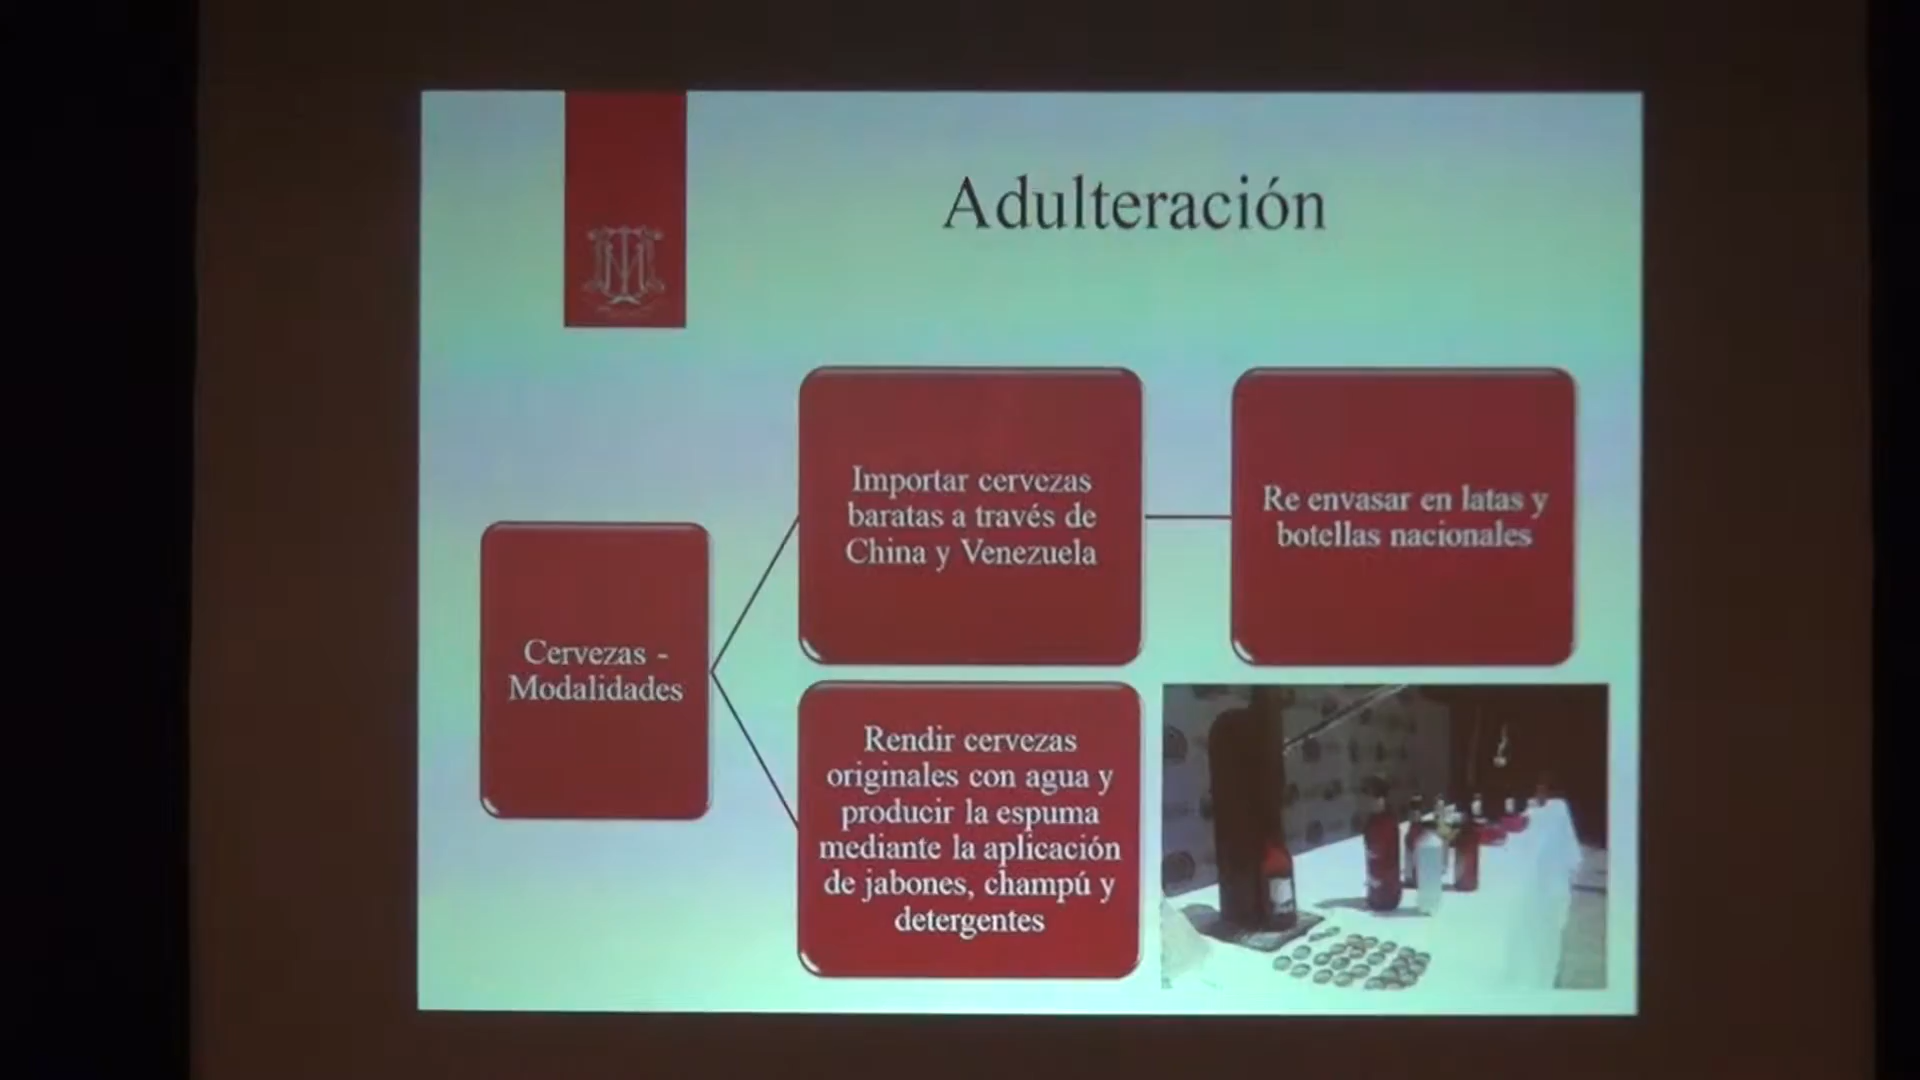 Adulteración
Importar cervezas
baratas a través de
China y Venezuela
Re envasar en latas y
botellas nacionales
Cervezas -
Modalidades
Rendir cervezas
originales con agua y
producir la espuma
mediante la aplicación
de jabones, champú y
detergentes